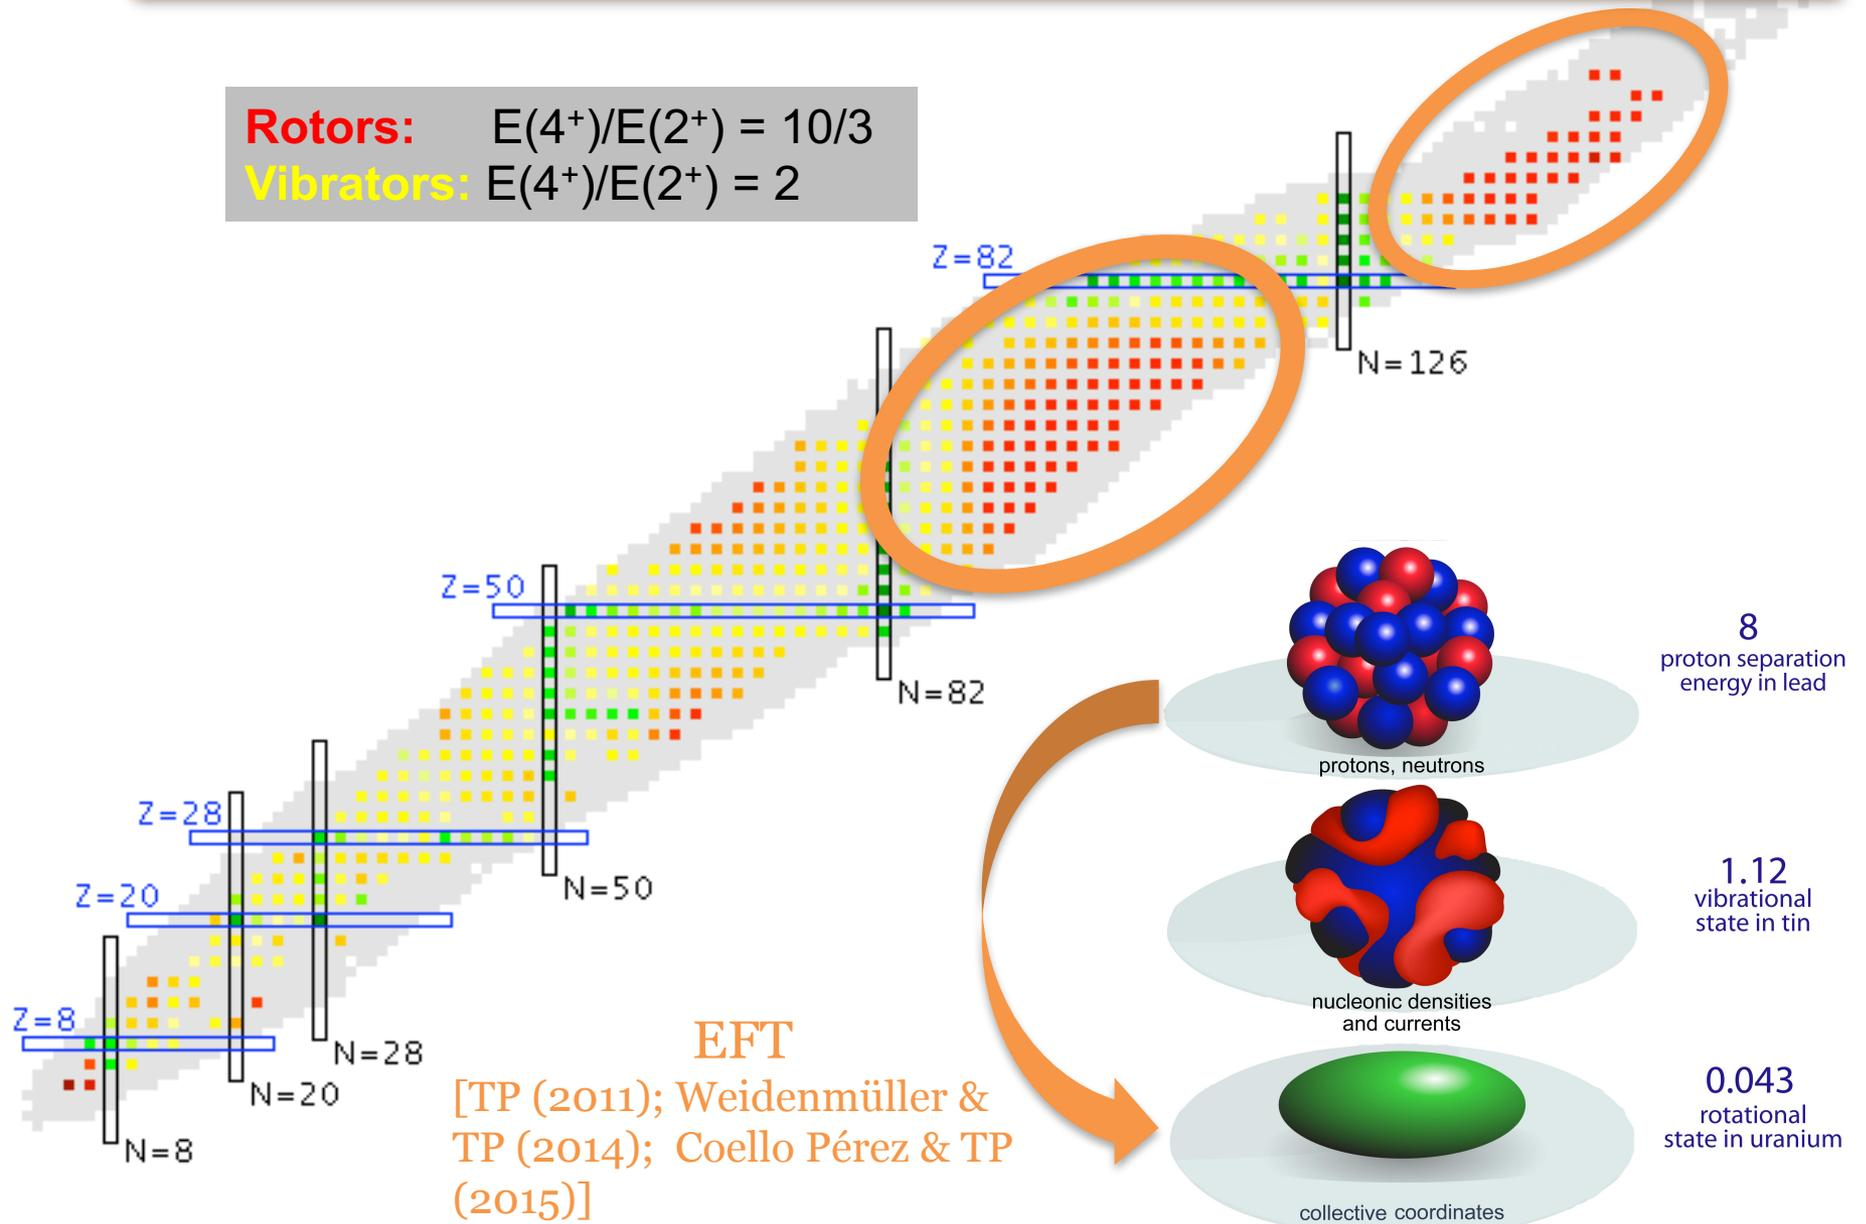 Rotors: E(4⁺)/E(2⁺) = 10/3
Vibrators: E(4⁺)/E(2⁺) = 2
Z=82
N=126
Z=50
N=82
Z=28
N=50
Z=20
N=28
Z=8
N=20
N=8
EFT
[TP (2011); Weidenmüller &
TP (2014); Coello Pérez & TP
(2015)]
protons, neutrons
8
proton separation
energy in lead
nucleonic densities
and currents
1.12
vibrational
state in tin
collective coordinates
0.043
rotational
state in uranium